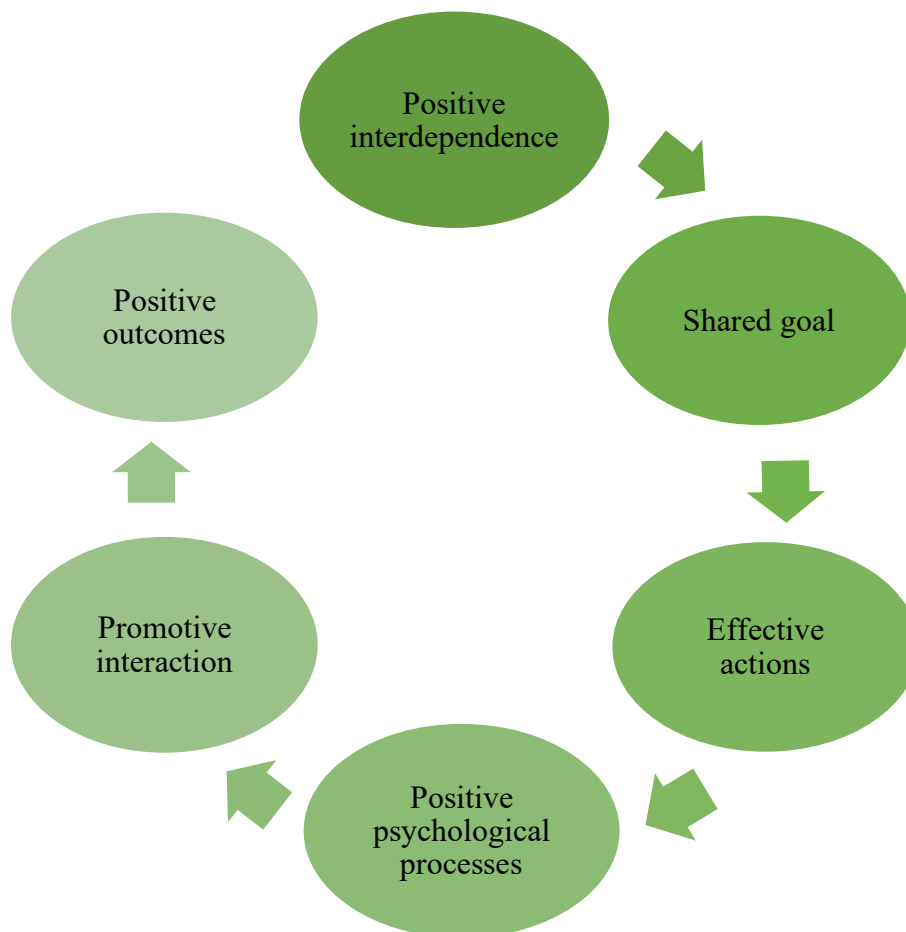 Positive
interdependence
Shared goal
Effective
actions
Positive
psychological
processes
Promotive
interaction
Positive
outcomes